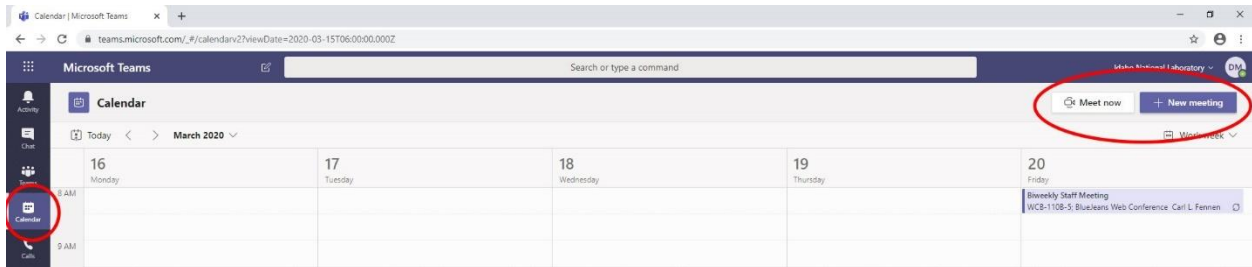 Calendar | Microsoft Teams
teams.microsoft.com/_#/calendarv2?viewDate=2020-03-15T06:00:00.000Z
Microsoft Teams Search or type a command Idaho National Laboratory DM
Activity
Calendar Meet now + New meeting
Chat
Today < > March 2020 Work week
Teams
16 17 18 19 20
Monday Tuesday Wednesday Thursday Friday
8 AM
Biweekly Staff Meeting
WCB-110B-5; BlueJeans Web Conference Carl L. Fennen
Calendar
9 AM
Calls